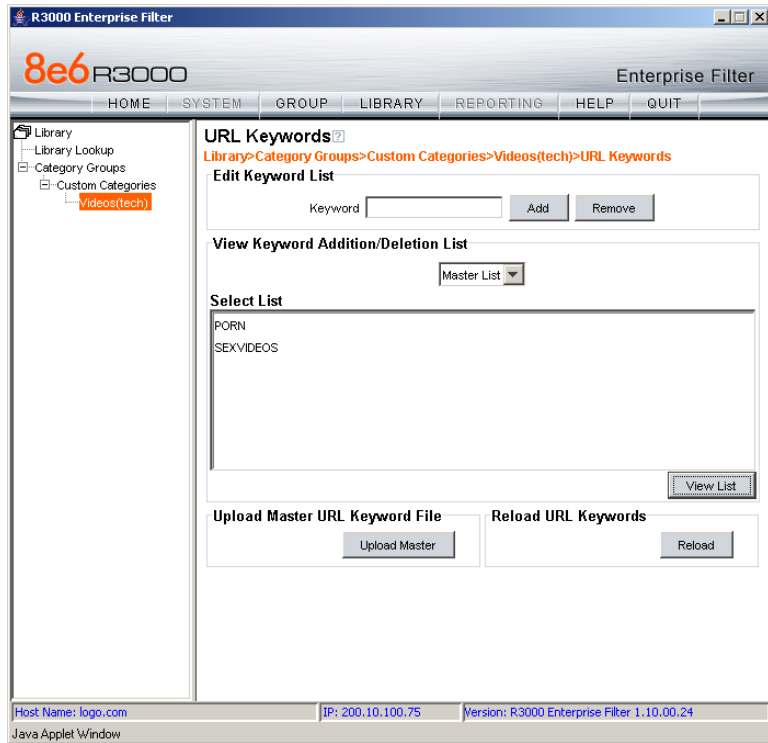 R3000 Enterprise Filter
8e6 R3000
Enterprise Filter
HOME SYSTEM GROUP LIBRARY REPORTING HELP QUIT
Library
Library Lookup
Category Groups
Custom Categories
Videos(tech)
URL Keywords?
Library>Category Groups>Custom Categories>Videos(tech)>URL Keywords
Edit Keyword List
Keyword Add Remove
View Keyword Addition/Deletion List
Master List
Select List
PORN
SEXVIDEOS
View List
Upload Master URL Keyword File
Upload Master
Reload URL Keywords
Reload
Host Name: logo.com IP: 200.10.100.75 Version: R3000 Enterprise Filter 1.10.00.24
Java Applet Window